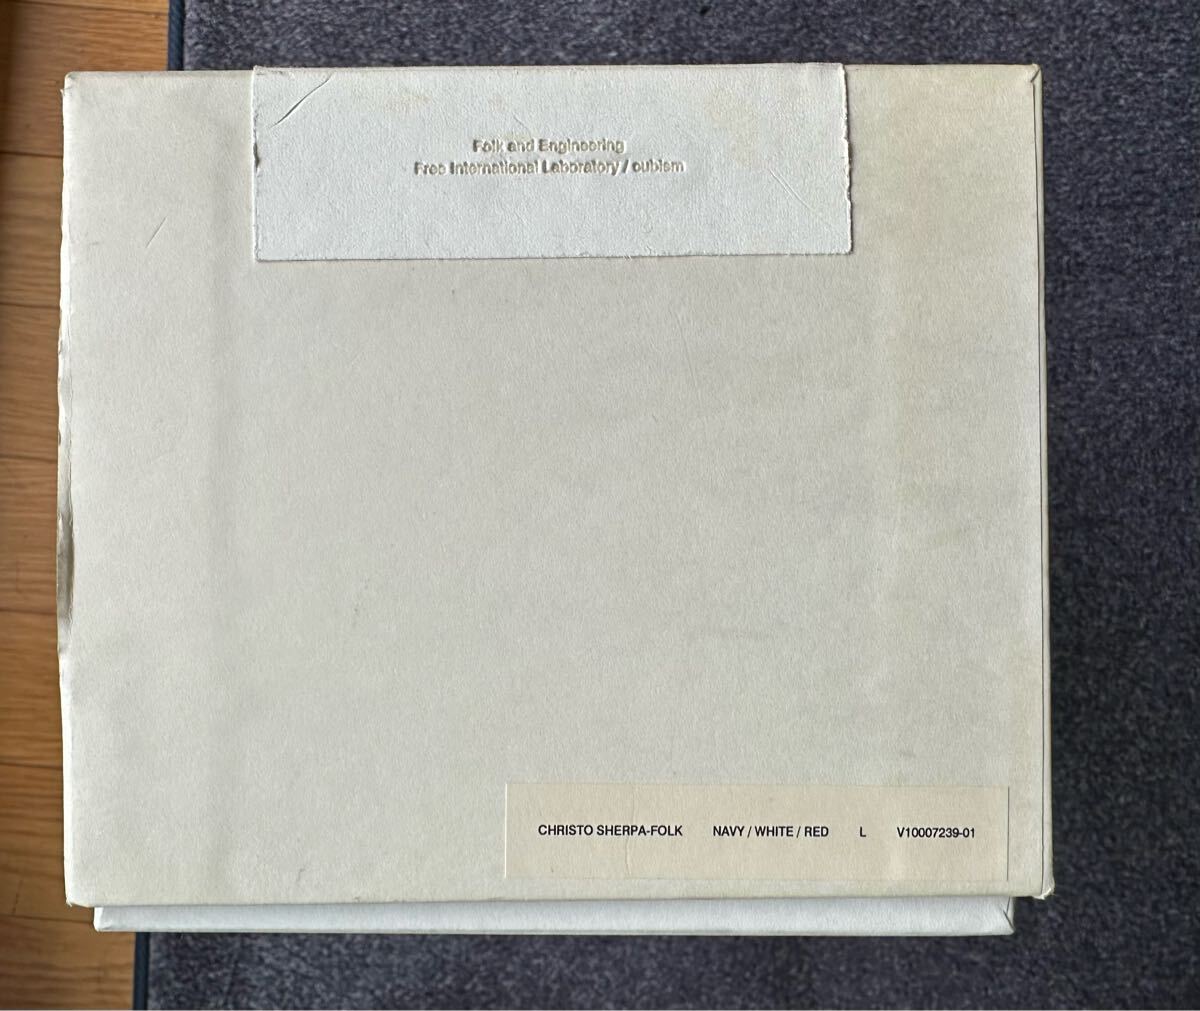 Folk and Engineering
Free International Laboratory / cubism
CHRISTO SHERPA-FOLK NAVY / WHITE / RED L V10007239-01